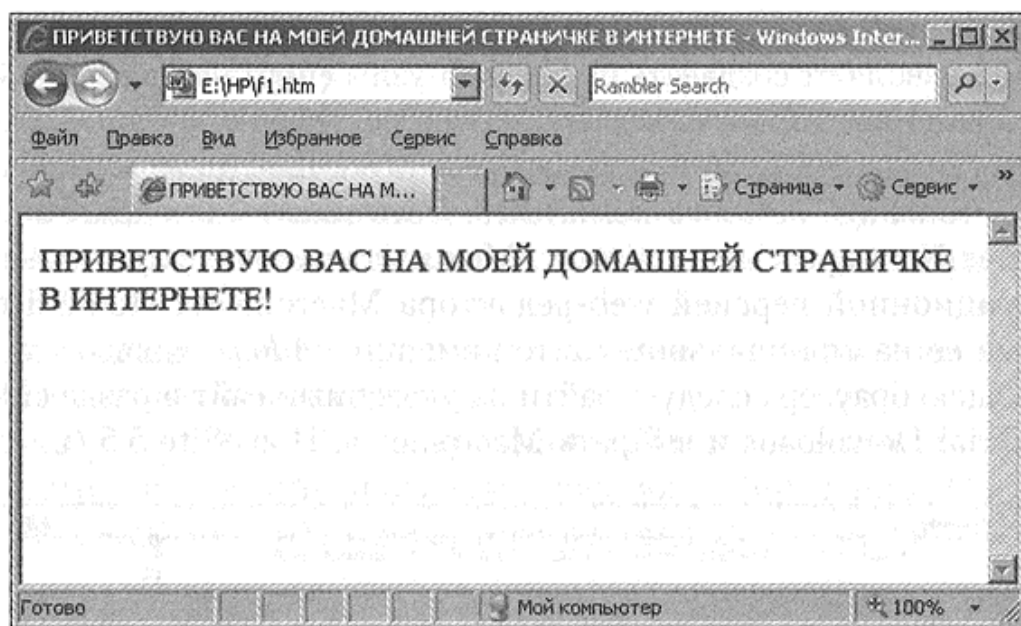 ПРИВЕТСТВУЮ ВАС НА МОЕЙ ДОМАШНЕЙ СТРАНИЧКЕ В ИНТЕРНЕТЕ - Windows Inter...
E:\HP\f1.htm
Rambler Search
Файл Правка Вид Избранное Сервис Справка
ПРИВЕТСТВУЮ ВАС НА М...
Страница
Сервис
»
ПРИВЕТСТВУЮ ВАС НА МОЕЙ ДОМАШНЕЙ СТРАНИЧКЕ
В ИНТЕРНЕТЕ!
Готово
Мой компьютер
100%